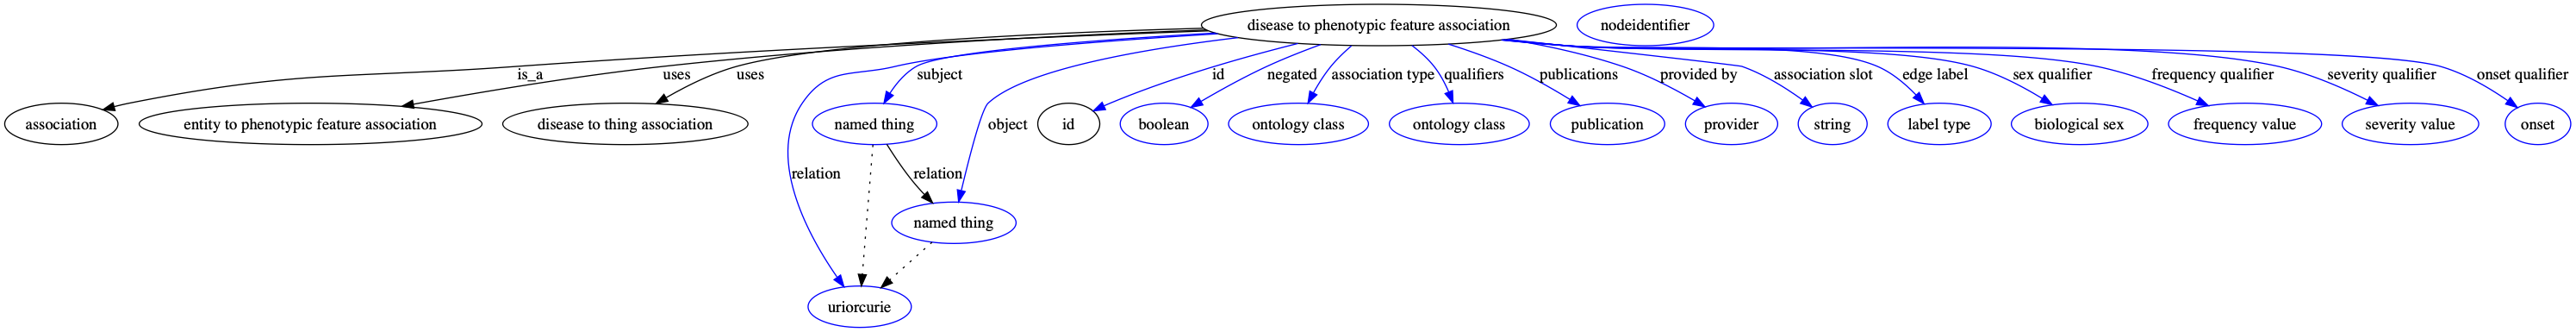 disease to phenotypic feature association
nodeidentifier
is_a
uses
uses
subject
id
negated
association type
qualifiers
publications
provided by
association slot
edge label
sex qualifier
frequency qualifier
severity qualifier
onset qualifier
association
entity to phenotypic feature association
disease to thing association
named thing
object
id
boolean
ontology class
ontology class
publication
provider
string
label type
biological sex
frequency value
severity value
onset
relation
relation
named thing
uriorcurie